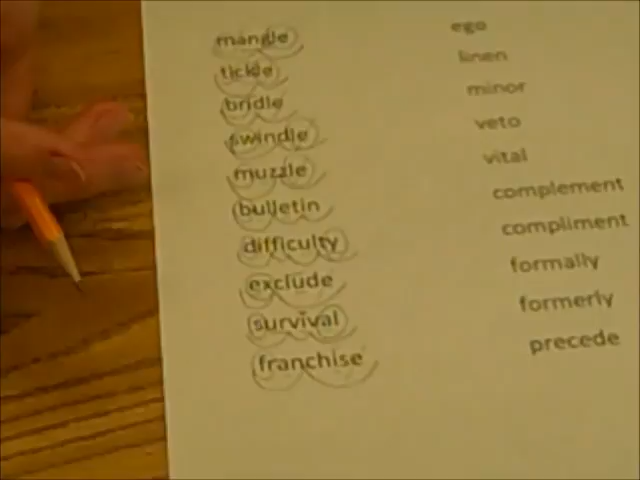 mangle
tickle
bridle
swindle
muzzle
bulletin
difficulty
exclude
survival
franchise
ego
linen
minor
veto
vital
complement
compliment
formally
formerly
precede